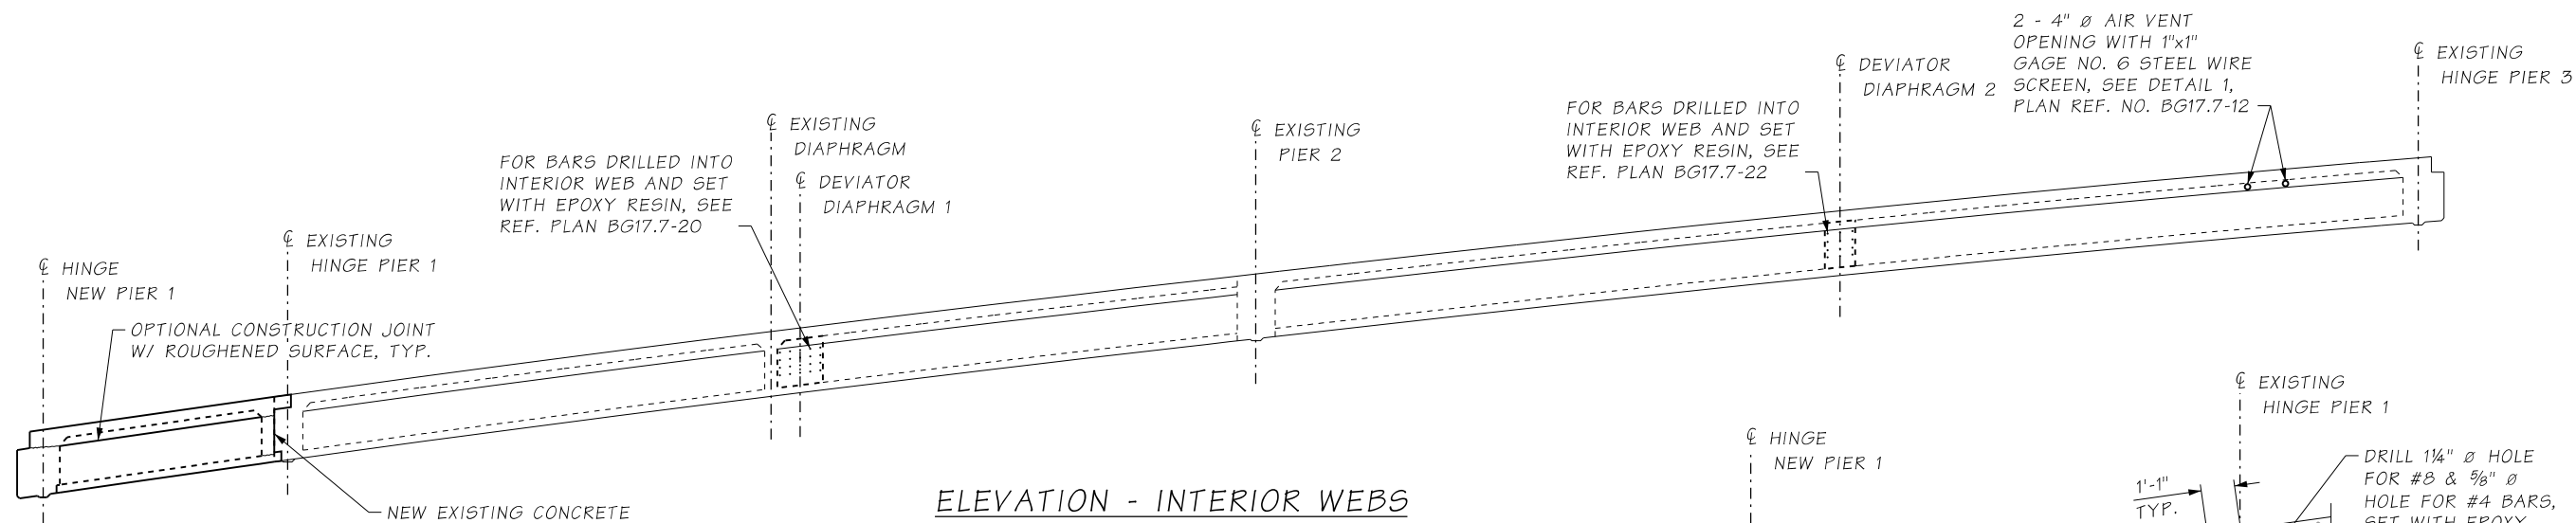 ℄ HINGE
NEW PIER 1
OPTIONAL CONSTRUCTION JOINT
W/ ROUGHENED SURFACE, TYP.
℄ EXISTING
HINGE PIER 1
NEW EXISTING CONCRETE
FOR BARS DRILLED INTO
INTERIOR WEB AND SET
WITH EPOXY RESIN, SEE
REF. PLAN BG17.7-20
℄ EXISTING
DIAPHRAGM
℄ DEVIATOR
DIAPHRAGM 1
℄ EXISTING
PIER 2
FOR BARS DRILLED INTO
INTERIOR WEB AND SET
WITH EPOXY RESIN, SEE
REF. PLAN BG17.7-22
℄ DEVIATOR
DIAPHRAGM 2
2 - 4" Ø AIR VENT
OPENING WITH 1"x1"
GAGE NO. 6 STEEL WIRE
SCREEN, SEE DETAIL 1,
PLAN REF. NO. BG17.7-12
℄ EXISTING
HINGE PIER 3
ELEVATION - INTERIOR WEBS
℄ HINGE
NEW PIER 1
℄ EXISTING
HINGE PIER 1
1'-1"
TYP.
DRILL 1¼" Ø HOLE
FOR #8 & ⅝" Ø
HOLE FOR #4 BARS,
SET WITH EPOXY